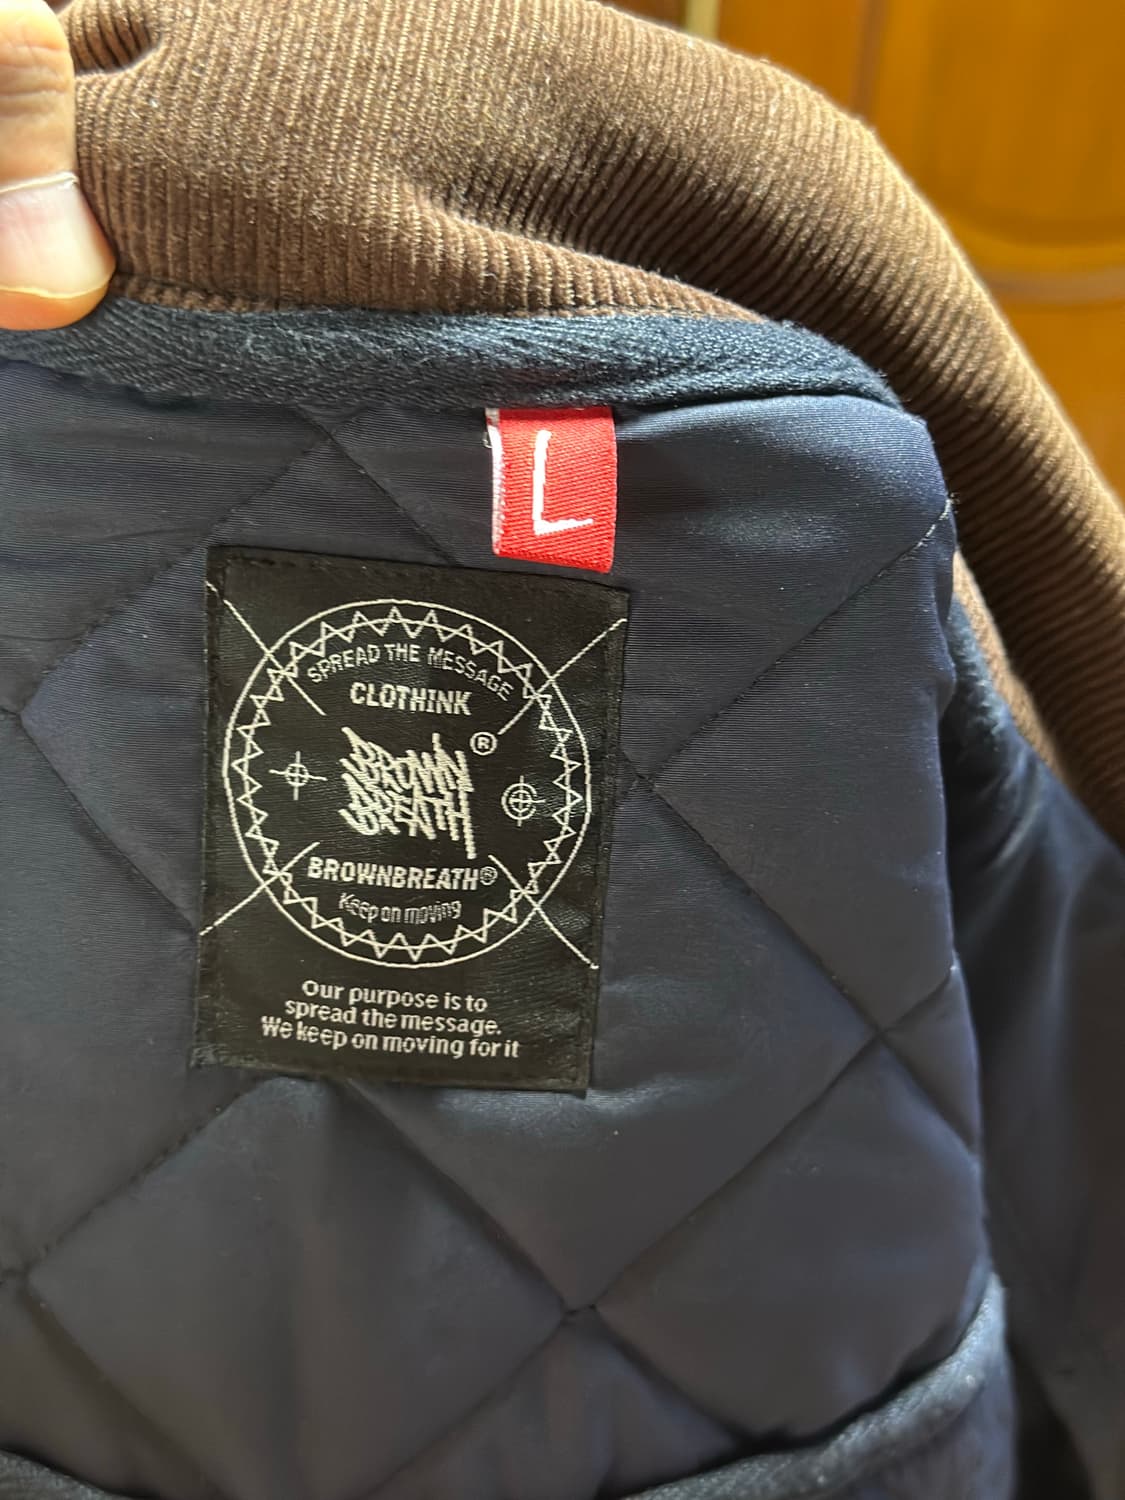 L
SPREAD THE MESSAGE
CLOTHINK
BROWN ®
BREATH
BROWNBREATH®
Keep on moving
Our purpose is to
spread the message.
We keep on moving for it